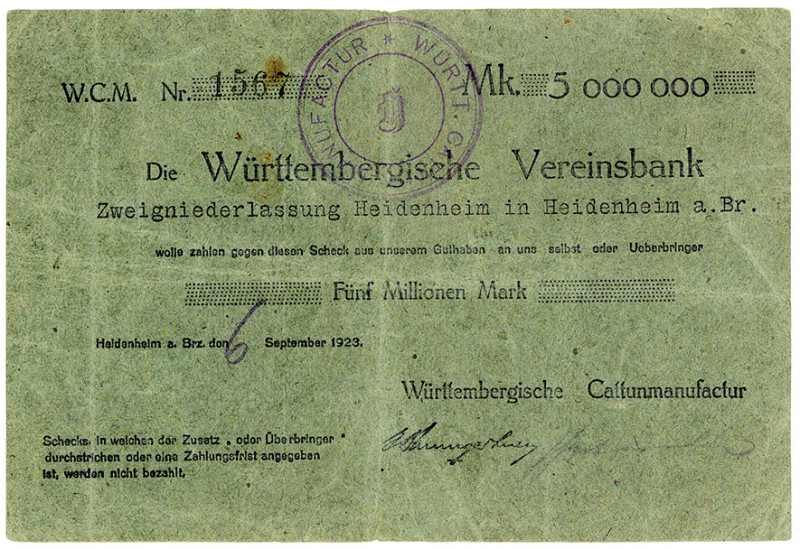 NUFACTUR * WÜRTT. C
W.C.M. Nr. 1567 Mk. 5 000 000
Die Württembergische Vereinsbank
Zweigniederlassung Heidenheim in Heidenheim a.Br.
wolle zahlen gegen diesen Scheck aus unserem Guthaben an uns selbst oder Ueberbringer
Fünf Millionen Mark
Heidenheim a. Brz. den 6 September 1923.
Württembergische Cattunmanufactur
Schecks, in welchen der Zusatz „ oder Überbringer "
durchstrichen oder eine Zahlungsfrist angegeben
ist, werden nicht bezahlt.